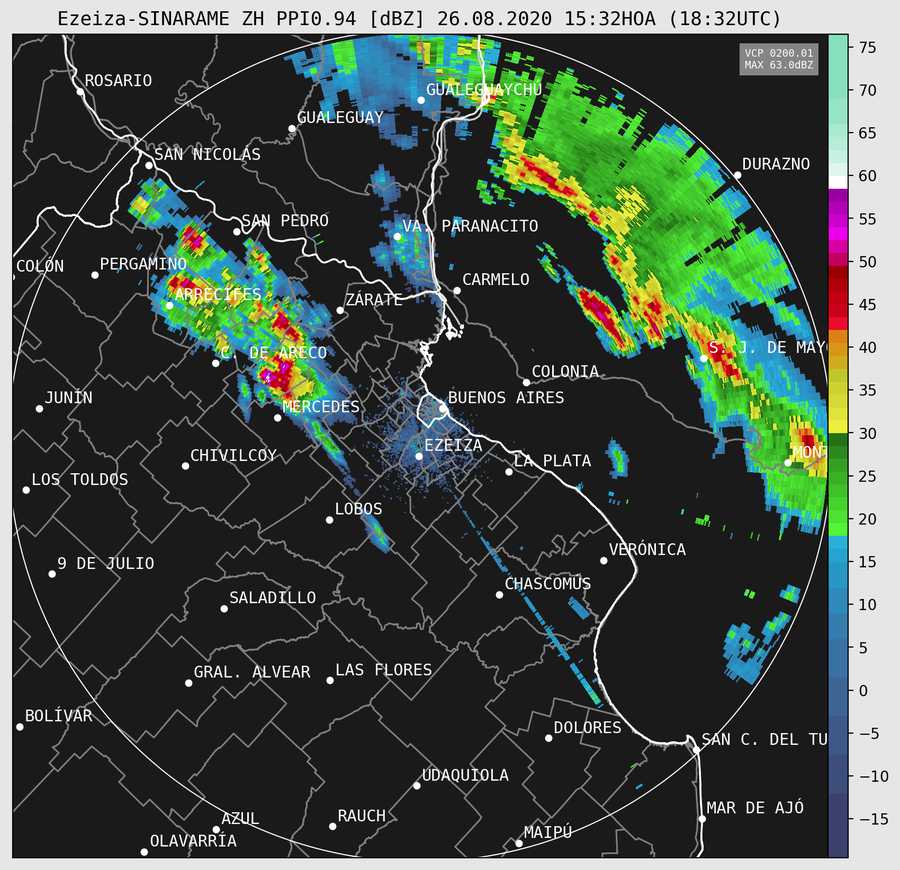 Ezeiza-SINARAME ZH PPI0.94 [dBZ] 26.08.2020 15:32HOA (18:32UTC)
VCP 0200.01
MAX 63.0dBZ
ROSARIO
GUALEGUAYCHÚ
GUALEGUAY
SAN NICOLÁS
DURAZNO
SAN PEDRO
VA. PARANACITO
COLÓN
PERGAMINO
CARMELO
ARRECIFES
ZÁRATE
C. DE ARECO
S. J. DE MAY
COLONIA
JUNÍN
BUENOS AIRES
MERCEDES
EZEIZA
MON
CHIVILCOY
LA PLATA
LOS TOLDOS
LOBOS
VERÓNICA
9 DE JULIO
CHASCOMÚS
SALADILLO
GRAL. ALVEAR
LAS FLORES
BOLÍVAR
DOLORES
SAN C. DEL TU
UDAQUIOLA
MAR DE AJÓ
AZUL
RAUCH
MAIPÚ
OLAVARRÍA
75
70
65
60
55
50
45
40
35
30
25
20
15
10
5
0
−5
−10
−15